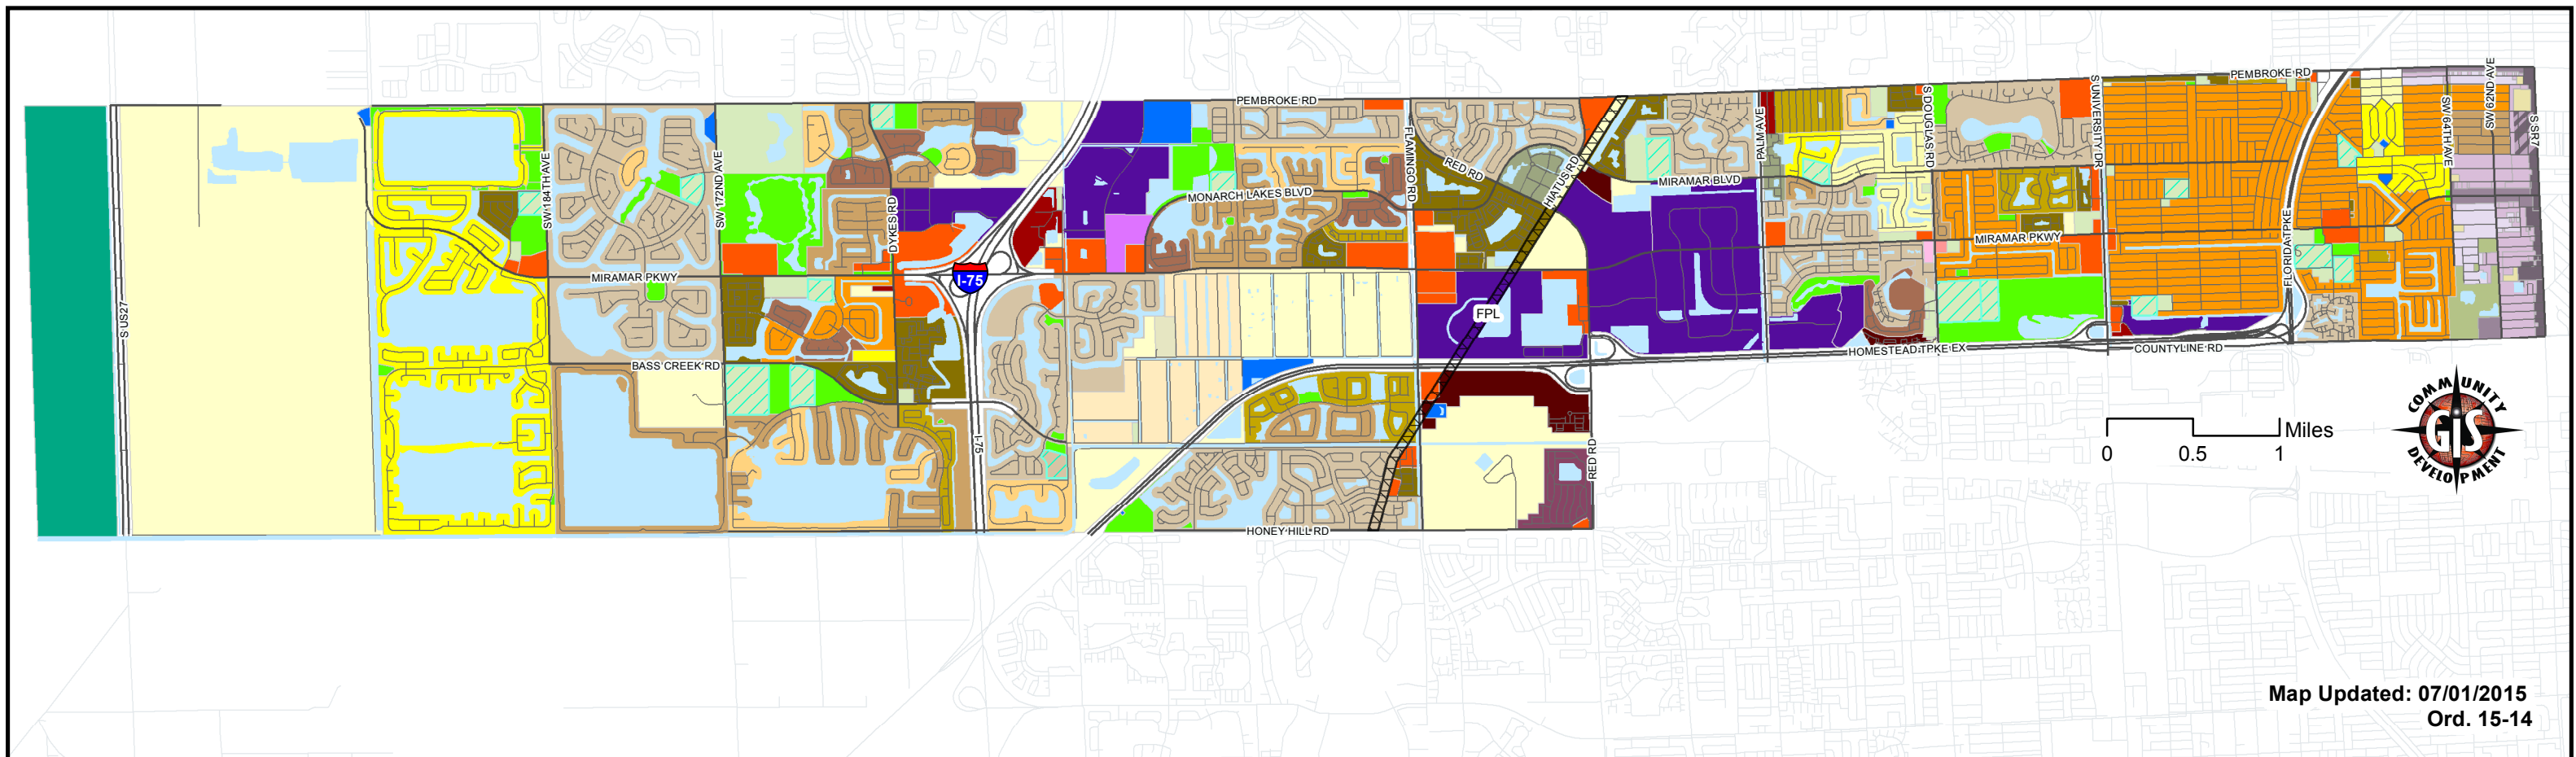 PEMBROKE RD
PEMBROKE RD
S US27
SW 184TH AVE
SW 172ND AVE
DYKES RD
I-75
MIRAMAR PKWY
BASS CREEK RD
I-75
MONARCH LAKES BLVD
FLAMINGO RD
RED RD
HIATUS RD
MIRAMAR BLVD
PALM AVE
S DOUGLAS RD
S UNIVERSITY DR
MIRAMAR PKWY
FLORIDA TPKE
SW 64TH AVE
SW 62ND AVE
S SR7
FPL
HOMESTEAD TPKE EX
COUNTYLINE RD
RED RD
HONEY HILL RD
0 0.5 1 Miles
COMMUNITY
GIS
DEVELOPMENT
Map Updated: 07/01/2015
Ord. 15-14